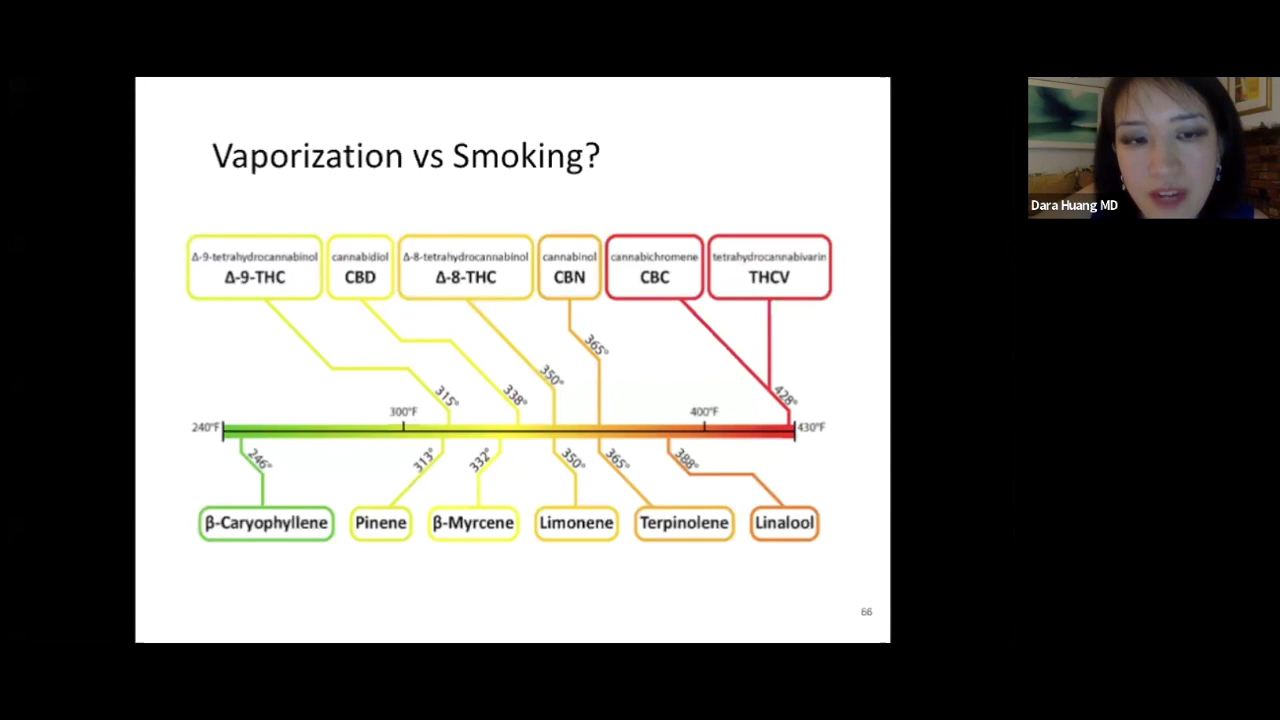 Vaporization vs Smoking?
Δ-9-tetrahydrocannabinol
Δ-9-THC
cannabidiol
CBD
Δ-8-tetrahydrocannabinol
Δ-8-THC
cannabinol
CBN
cannabichromene
CBC
tetrahydrocannabivarin
THCV
315°
338°
350°
365°
428°
240°F
300°F
400°F
430°F
246°
313°
332°
350°
365°
388°
β-Caryophyllene
Pinene
β-Myrcene
Limonene
Terpinolene
Linalool
66
Dara Huang MD